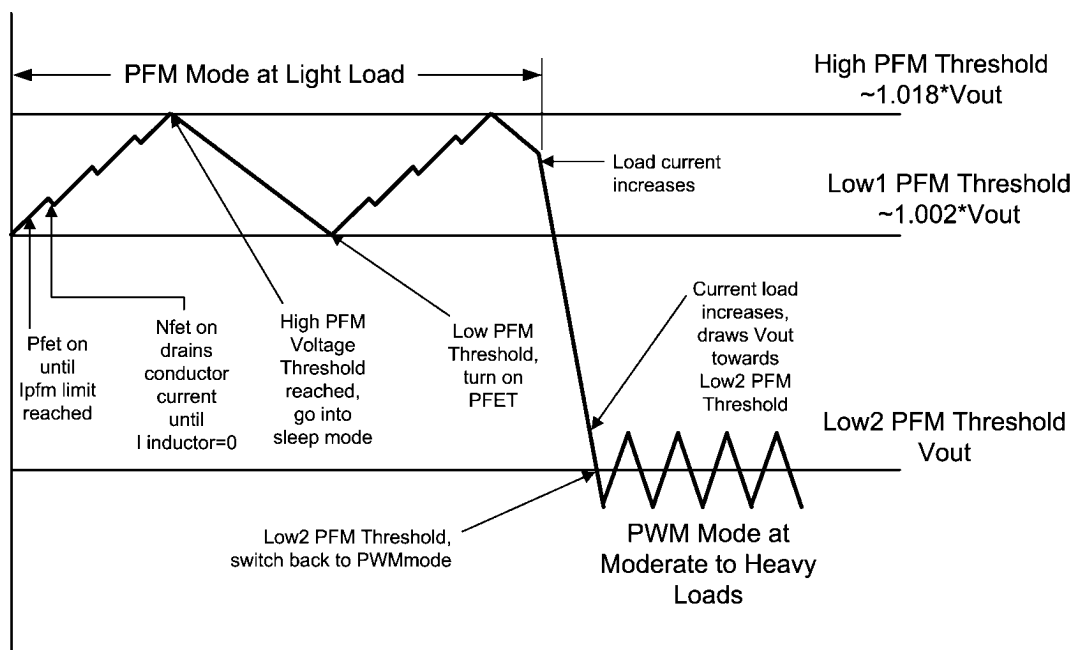 PFM Mode at Light Load
High PFM Threshold
~1.018*Vout
Load current
increases
Low1 PFM Threshold
~1.002*Vout
Pfet on
until
Ipfm limit
reached
Nfet on
drains
conductor
current
until
I inductor=0
High PFM
Voltage
Threshold
reached,
go into
sleep mode
Low PFM
Threshold,
turn on
PFET
Current load
increases,
draws Vout
towards
Low2 PFM
Threshold
Low2 PFM Threshold
Vout
Low2 PFM Threshold,
switch back to PWMmode
PWM Mode at
Moderate to Heavy
Loads